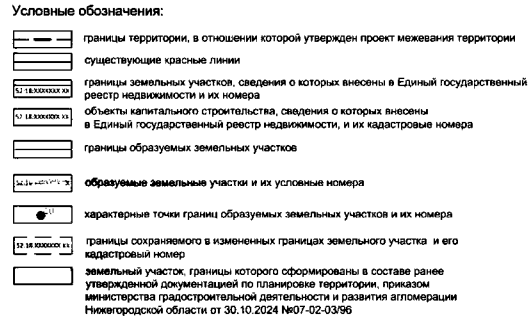 Условные обозначения:
границы территории, в отношении которой утвержден проект межевания территории
существующие красные линии
границы земельных участков, сведения о которых внесены в Единый государственный
реестр недвижимости и их номера
объекты капитального строительства, сведения о которых внесены
в Единый государственный реестр недвижимости, и их кадастровые номера
границы образуемых земельных участков
образуемые земельные участки и их условные номера
характерные точки границ образуемых земельных участков и их номера
границы сохраняемого в измененных границах земельного участка и его
кадастровый номер
земельный участок, границы которого сформированы в составе ранее
утвержденной документацией по планировке территории, приказом
министерства градостроительной деятельности и развития агломераций
Нижегородской области от 30.10.2024 №07-02-03/96